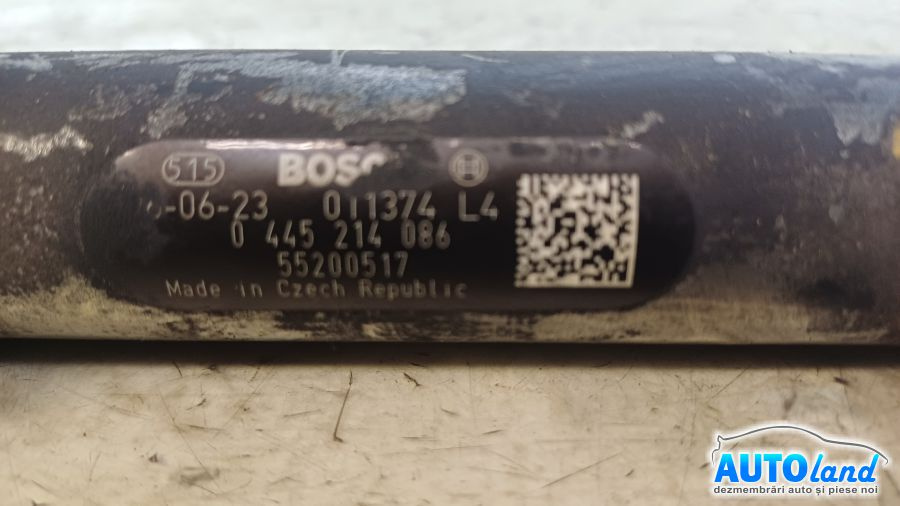 515 BOSC
6-06-23 011374 L4
0 445 214 086
55200517
Made in Czech Republic
AUTOland
dezmembrări auto și piese noi